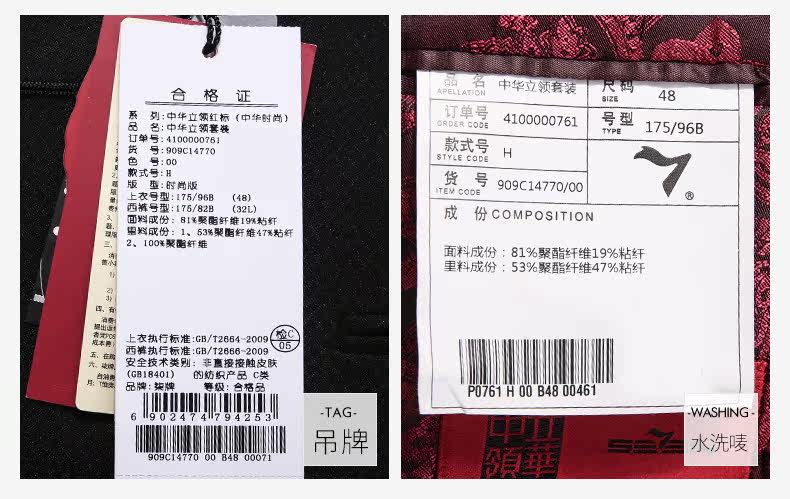 合格证
系 列:中华立领红标(中华时尚)
品 名:中华立领套装
订单号:4100000761
货 号:909C14770
色 号:00
款式号:H
版 型:时尚版
上衣号型:175/96B (48)
西裤号型:175/82B (32L)
面料成份:81%聚酯纤维19%粘纤
里料成份:1、53%聚酯纤维47%粘纤
2、100%聚酯纤维
上衣执行标准:GB/T2664-2009
西裤执行标准:GB/T2666-2009
检C
05
安全技术类别: 非直接接触皮肤
(GB18401) 的纺织产品 C类
品牌:柒牌 等级:合格品
6 902474 794253
909C14770 00 B48 00071
-TAG-
吊牌
品 名 中华立领套装
APELLATION
尺码 48
SIZE
订单号 4100000761
ORDER CODE
号型 175/96B
TYPE
款式号 H
STYLE CODE
货 号 909C14770/00
ITEM CODE
®
成 份 COMPOSITION
面料成份:81%聚酯纤维19%粘纤
里料成份:53%聚酯纤维47%粘纤
P0761 H 00 B48 00461
-WASHING-
水洗唛